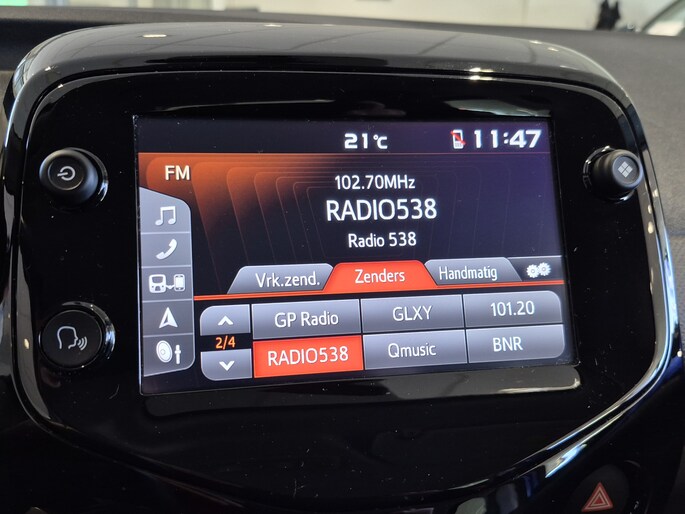 21°C 11:47
FM
102.70MHz
RADIO538
Radio 538
Vrk.zend. Zenders Handmatig
GP Radio GLXY 101.20
2/4
RADIO538 Qmusic BNR